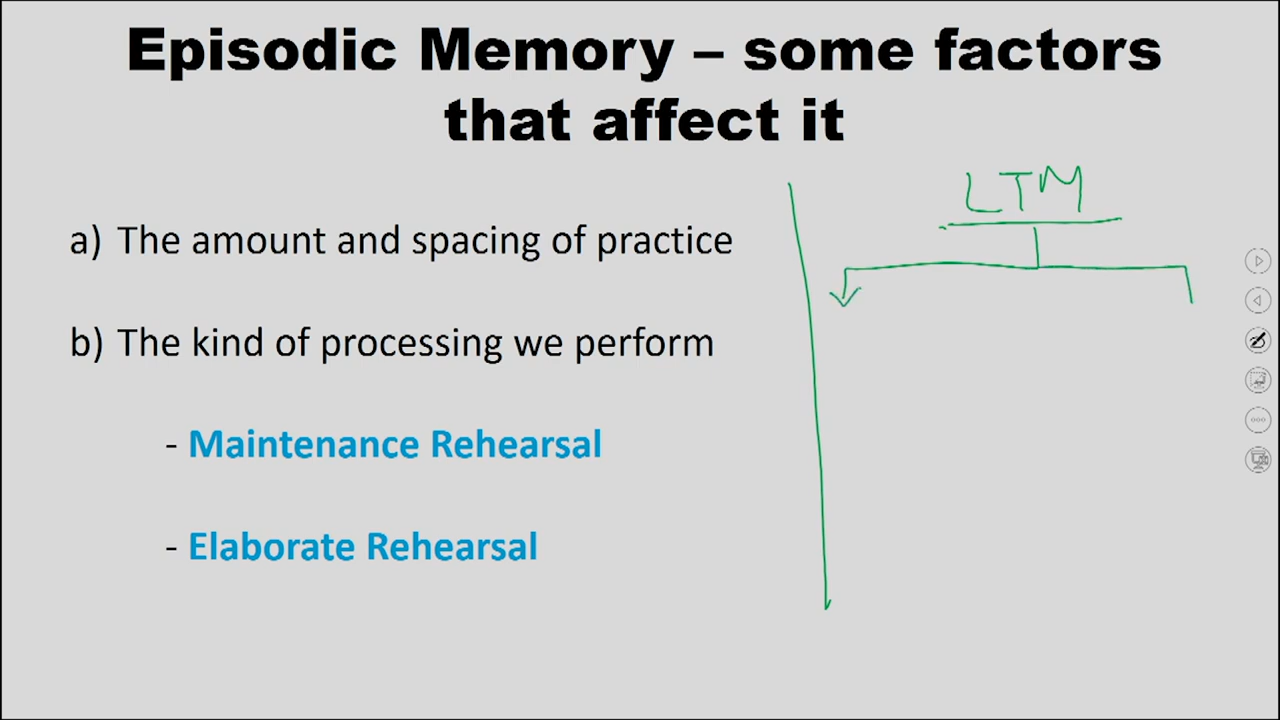 Episodic Memory – some factors
that affect it
LTM
a) The amount and spacing of practice
b) The kind of processing we perform
- Maintenance Rehearsal
- Elaborate Rehearsal